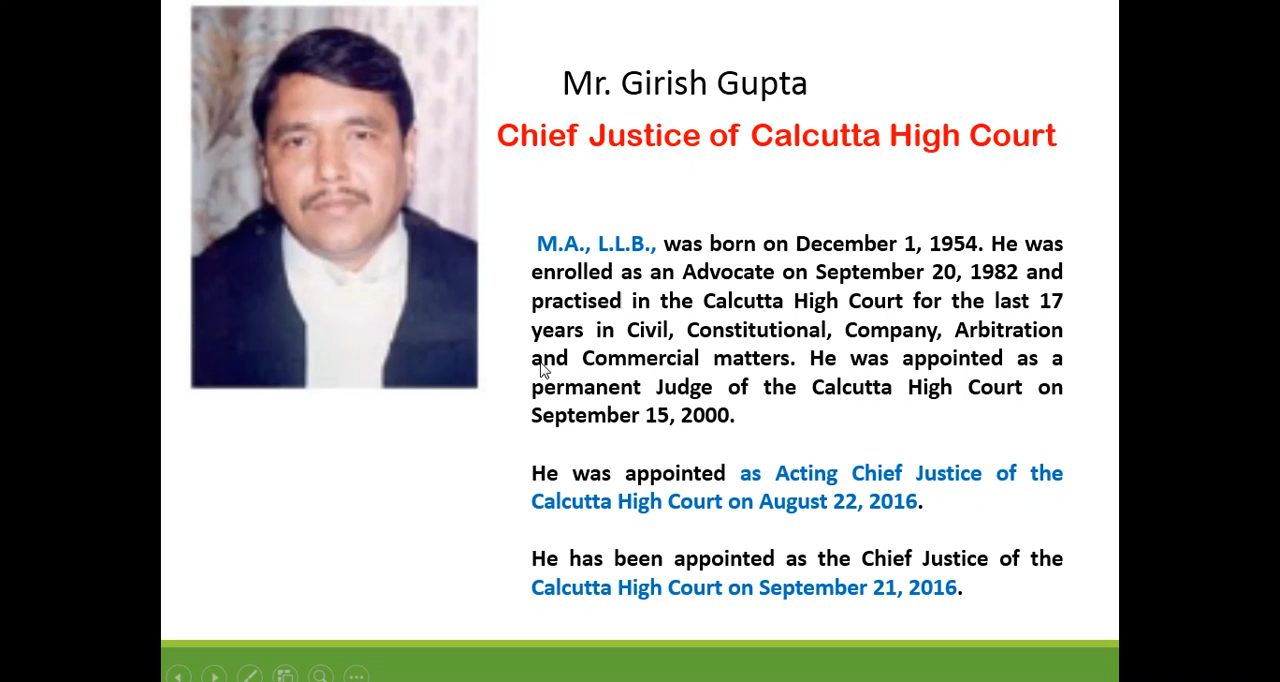 Mr. Girish Gupta
Chief Justice of Calcutta High Court
M.A., L.L.B., was born on December 1, 1954. He was
enrolled as an Advocate on September 20, 1982 and
practised in the Calcutta High Court for the last 17
years in Civil, Constitutional, Company, Arbitration
and Commercial matters. He was appointed as a
permanent Judge of the Calcutta High Court on
September 15, 2000.
He was appointed as Acting Chief Justice of the
Calcutta High Court on August 22, 2016.
He has been appointed as the Chief Justice of the
Calcutta High Court on September 21, 2016.